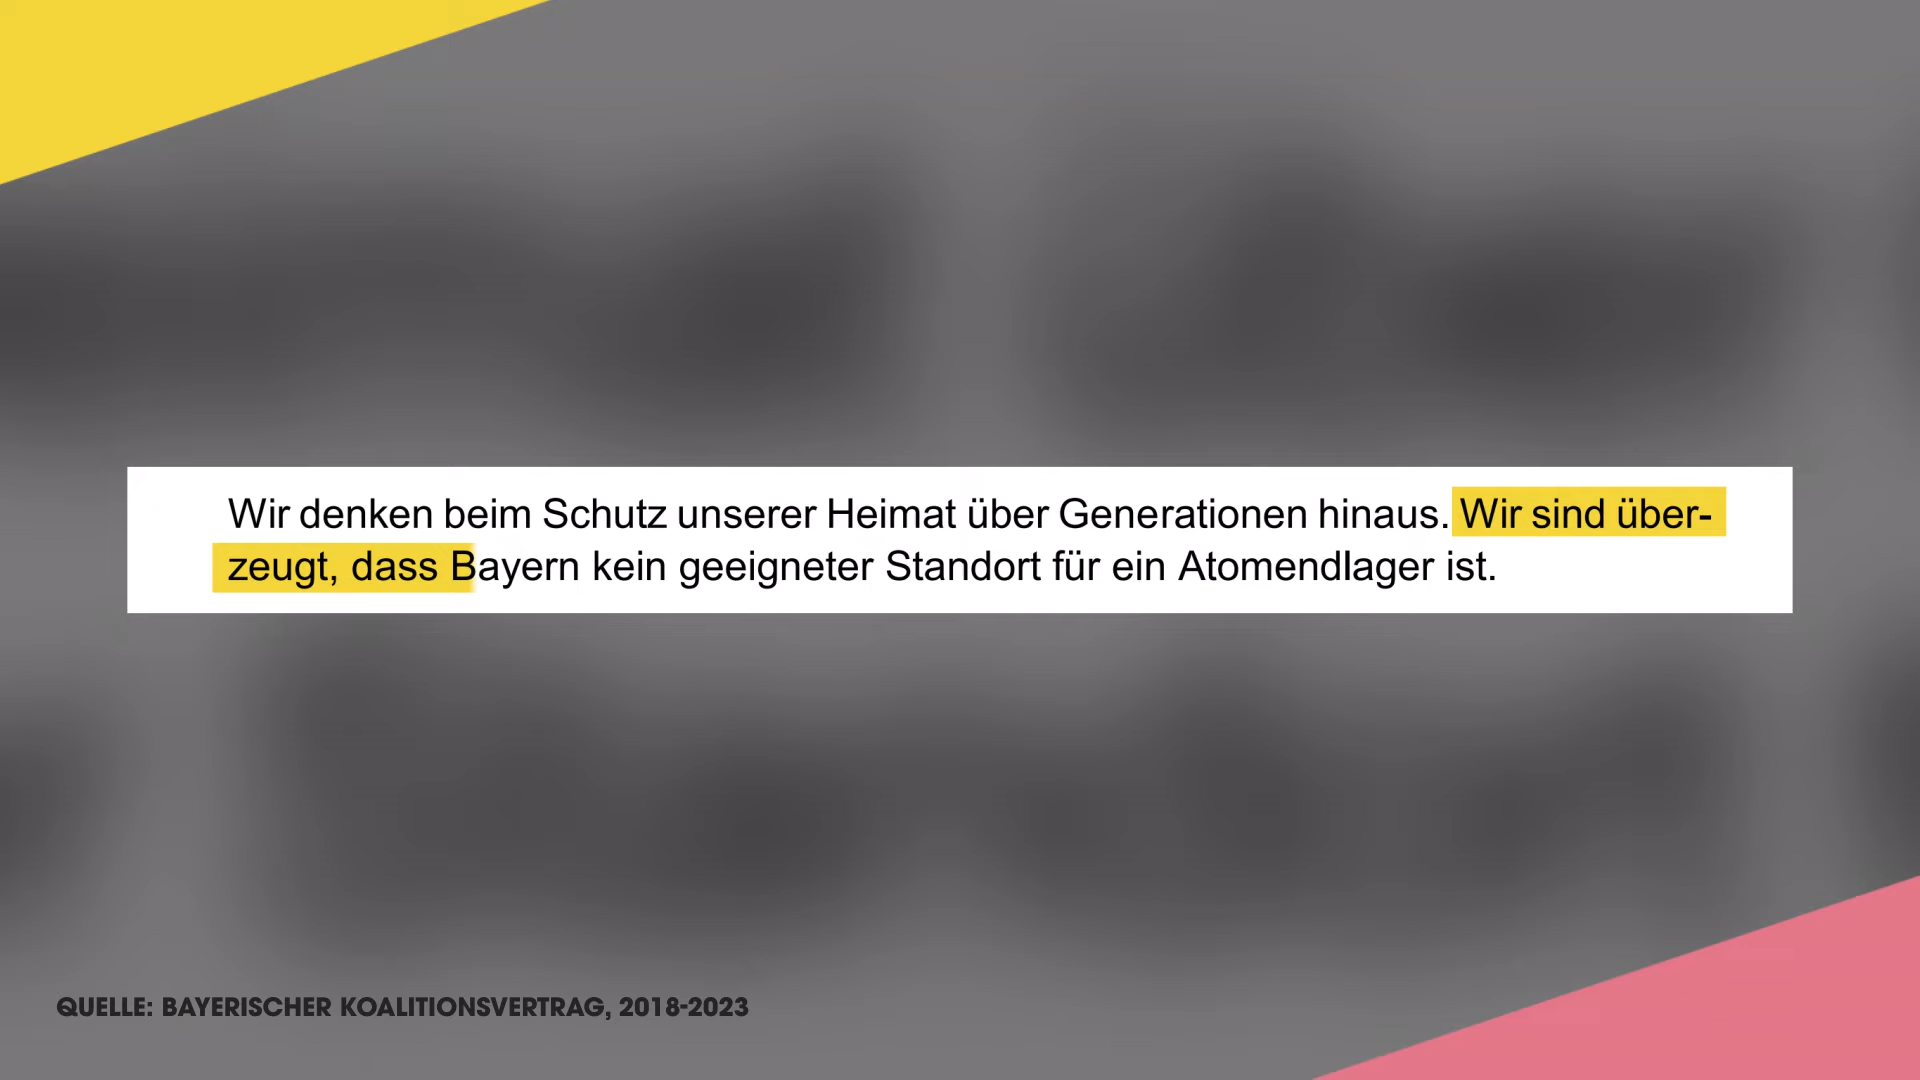 Wir denken beim Schutz unserer Heimat über Generationen hinaus. Wir sind über-
zeugt, dass Bayern kein geeigneter Standort für ein Atomendlager ist.
QUELLE: BAYERISCHER KOALITIONSVERTRAG, 2018-2023